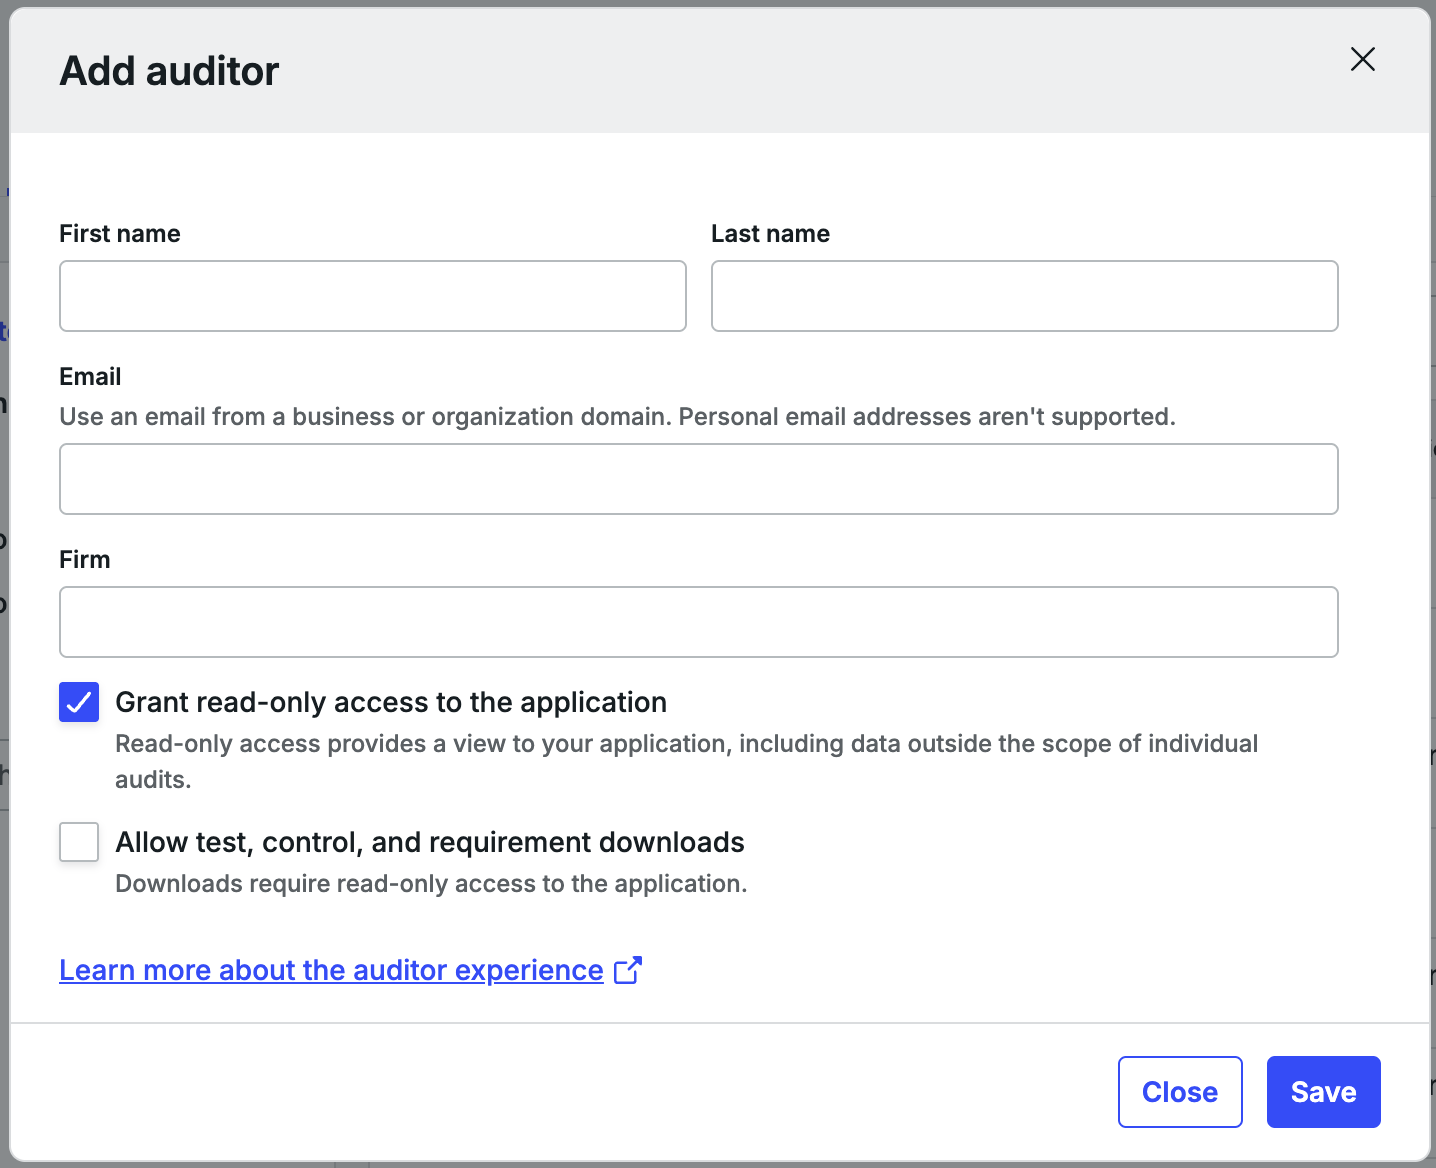 Add auditor
First name
Last name
Email
Use an email from a business or organization domain. Personal email addresses aren't supported.
Firm
Grant read-only access to the application
Read-only access provides a view to your application, including data outside the scope of individual
audits.
Allow test, control, and requirement downloads
Downloads require read-only access to the application.
Learn more about the auditor experience
Close
Save